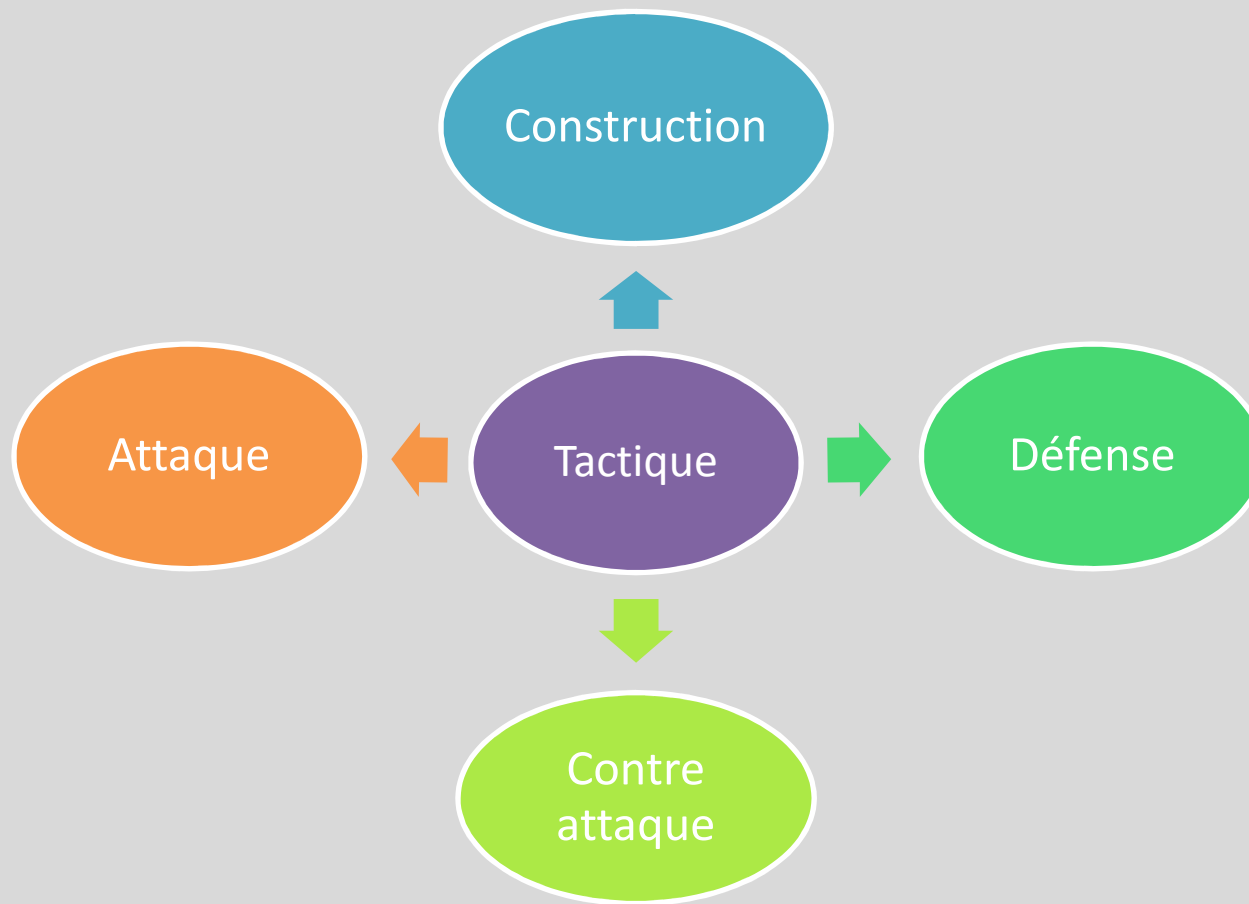 Construction
Attaque
Tactique
Défense
Contre
attaque